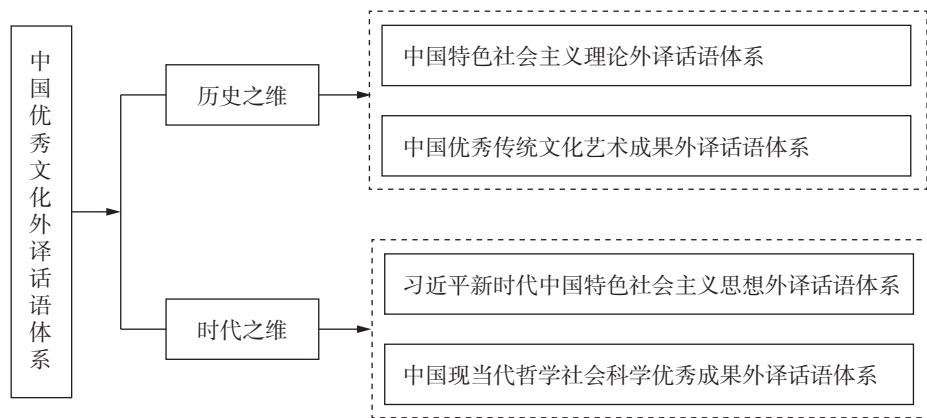 中国优秀文化外译话语体系
历史之维
中国特色社会主义理论外译话语体系
中国优秀传统文化艺术成果外译话语体系
时代之维
习近平新时代中国特色社会主义思想外译话语体系
中国现当代哲学社会科学优秀成果外译话语体系